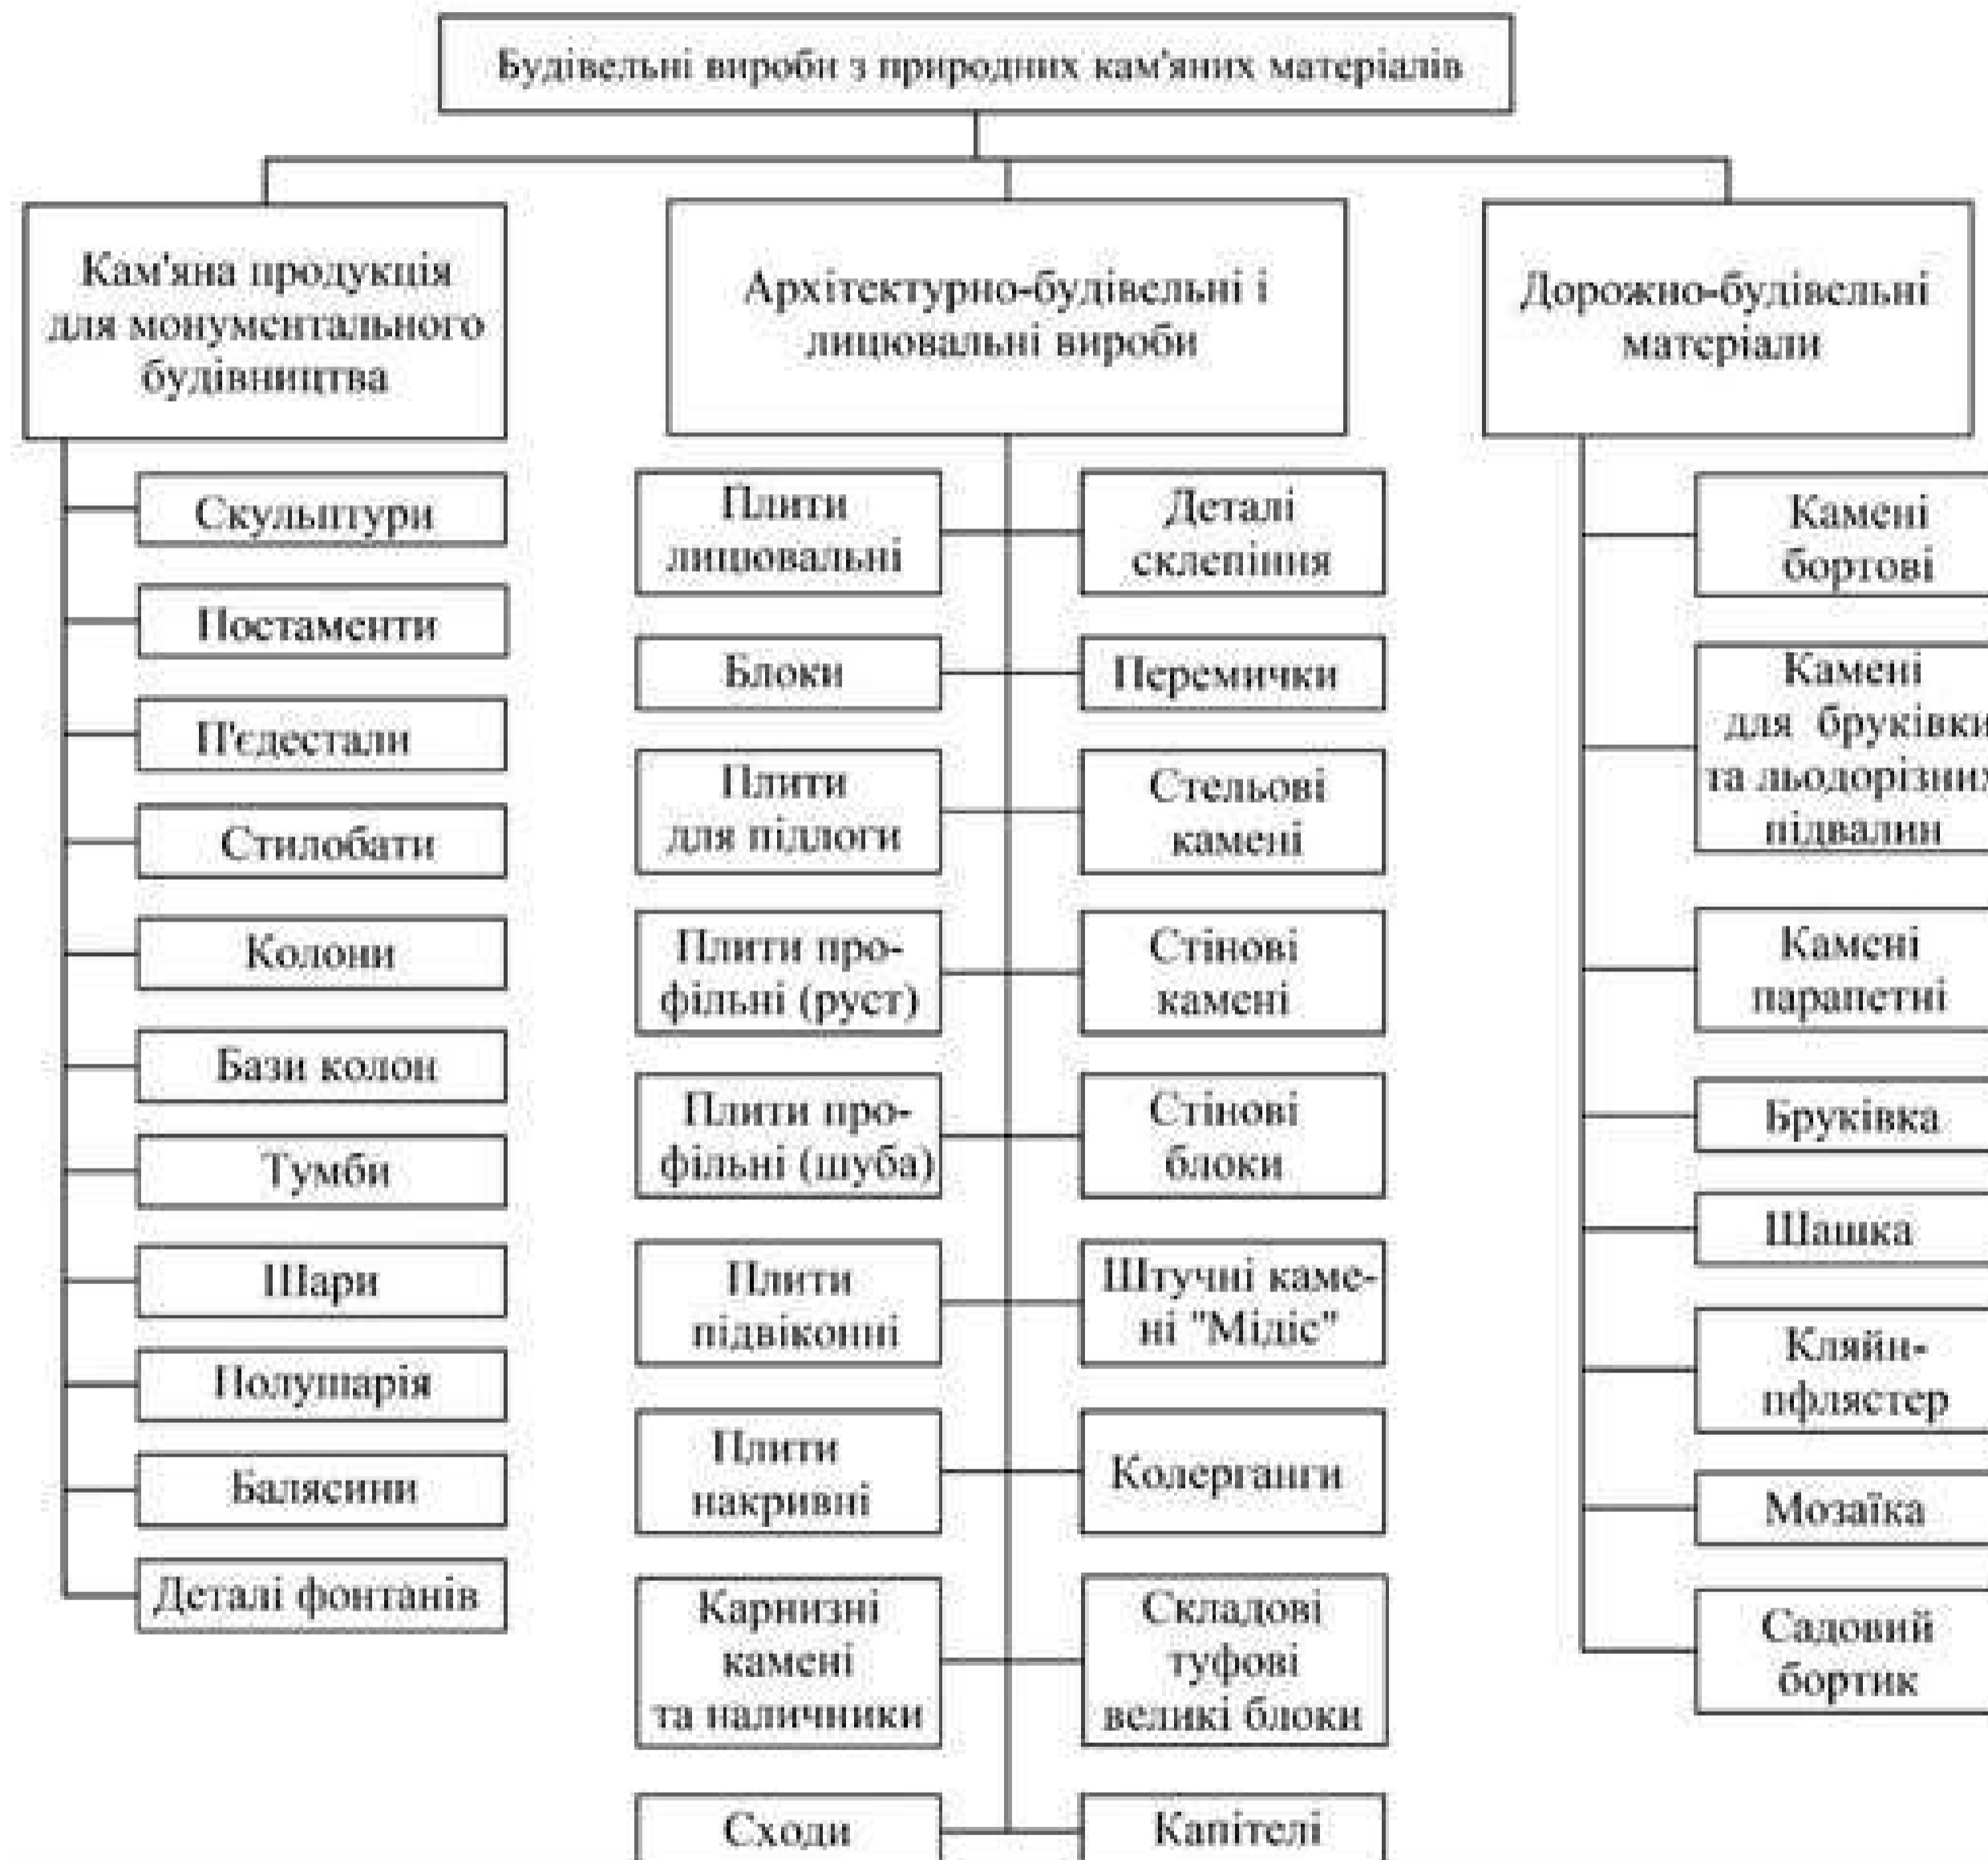 Будівельні вироби з природних кам'яних матеріалів
Кам'яна продукція
для монументального
будівництва
Скульптури
Постаменти
П'єдестали
Стилобати
Колони
Бази колон
Тумби
Шари
Полушарія
Балясини
Деталі фонтанів
Архітектурно-будівельні і
лицювальні вироби
Плити
лицювальні
Блоки
Плити
для підлоги
Плити про-
фільні (руст)
Плити про-
фільні (шуба)
Плити
підвіконні
Плити
накривні
Карнизні
камені
та наличники
Сходи
Деталі
склепіння
Перемички
Стельові
камені
Стінові
камені
Стінові
блоки
Штучні каме-
ні "Мідіс"
Колерганги
Складові
туфові
великі блоки
Капітелі
Дорожно-будівельні
матеріали
Камені
бортові
Камені
для бруківки
та льодорізних
підвалин
Камені
парапетні
Бруківка
Шашка
Кляйн-
пфлястер
Мозаїка
Садовий
бортик